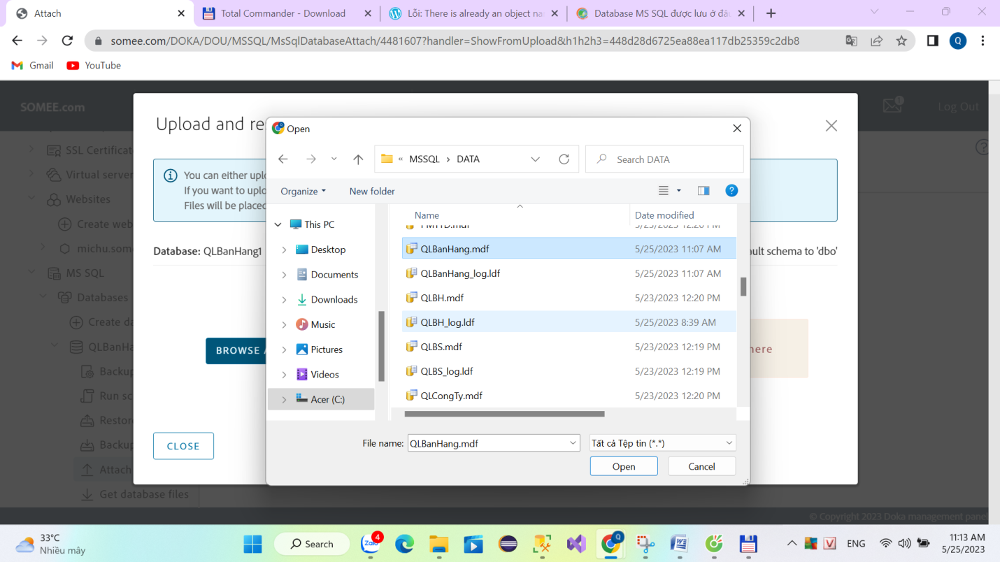 Attach
Total Commander - Download
Lỗi: There is already an object na
Database MS SQL được lưu ở đâu
somee.com/DOKA/DOU/MSSQL/MsSqlDatabaseAttach/4481607?handler=ShowFromUpload&h1h2h3=448d28d6725ea88ea117db25359c2db8
Q
Gmail
YouTube
SOMEE.com
1
Log Out
Upload and re
Open
SSL Certificat
Virtual server
Websites
Create web
michu.some
MS SQL
Databases
Create da
QLBanHa
Backup
Run sc
Restore
Backup
Attach
Get database files
You can either uplo
If you want to uplo
Files will be placed
Database: QLBanHang1
ault schema to 'dbo'
BROWSE A
here
CLOSE
« MSSQL › DATA
Search DATA
Organize
New folder
This PC
Desktop
Documents
Downloads
Music
Pictures
Videos
Acer (C:)
Name
Date modified
5/23/2023 12:20 PM
QLBanHang.mdf
5/25/2023 11:07 AM
QLBanHang_log.ldf
5/25/2023 11:07 AM
QLBH.mdf
5/23/2023 12:20 PM
QLBH_log.ldf
5/25/2023 8:39 AM
QLBS.mdf
5/23/2023 12:19 PM
QLBS_log.ldf
5/23/2023 12:19 PM
QLCongTy.mdf
5/23/2023 12:20 PM
File name:
QLBanHang.mdf
Tất cả Tệp tin (*.*)
Open
Cancel
© Copyright 2023 Doka management panel
33°C
Nhiều mây
Search
Zalo
4
Q
ENG
11:13 AM
5/25/2023